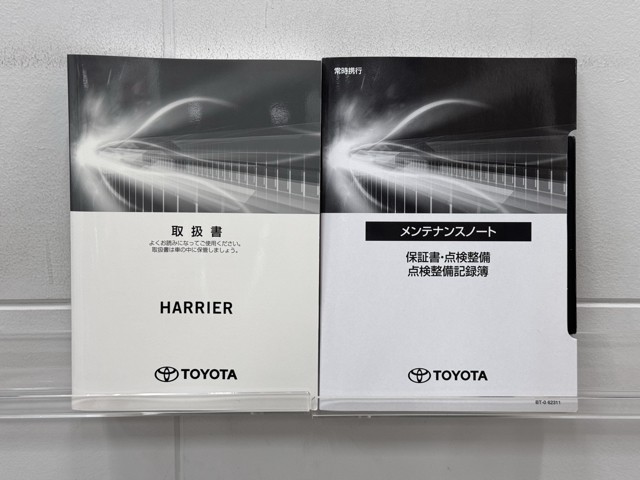 取扱書
よくお読みになってご使用ください。
取扱書は車の中に保管しましょう。
HARRIER
TOYOTA
常時携行
メンテナンスノート
保証書・点検整備
点検整備記録簿
TOYOTA
BT-0 62311